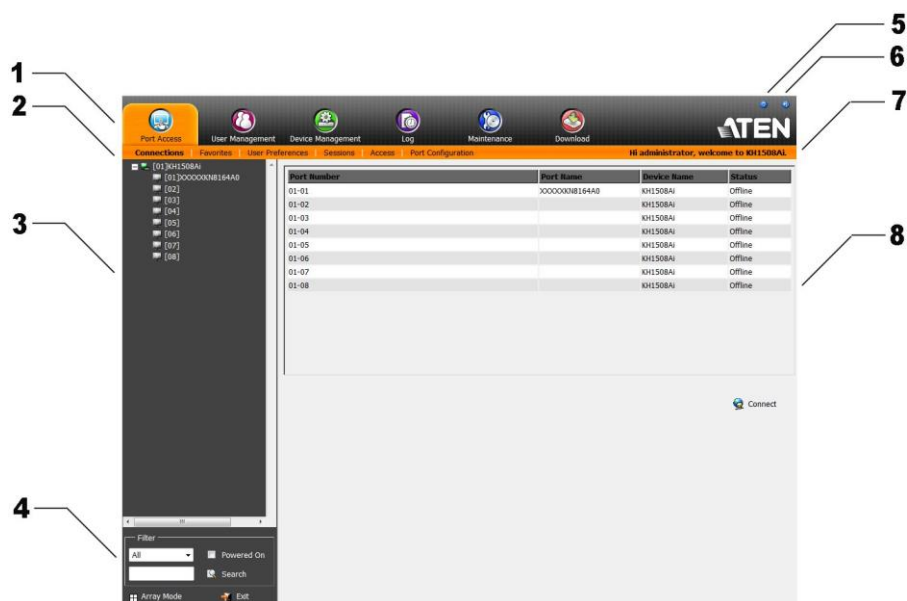 5
6
1
2
7
ATEN
Port Access User Management Device Management Log Maintenance Download
Connections Favorites User Preferences Sessions Access Port Configuration Hi administrator, welcome to KH1508Ai.
[01]KH1508Ai
[01]XXXXXKN8164A0
[02]
[03]
[04]
[05]
[06]
[07]
[08]
3
Port Number Port Name Device Name Status
01-01 XXXXXKN8164A0 KH1508Ai Offline
01-02 KH1508Ai Offline
01-03 KH1508Ai Offline
01-04 KH1508Ai Offline
01-05 KH1508Ai Offline
01-06 KH1508Ai Offline
01-07 KH1508Ai Offline
01-08 KH1508Ai Offline
8
Connect
4
Filter
All Powered On
Search
Array Mode Exit